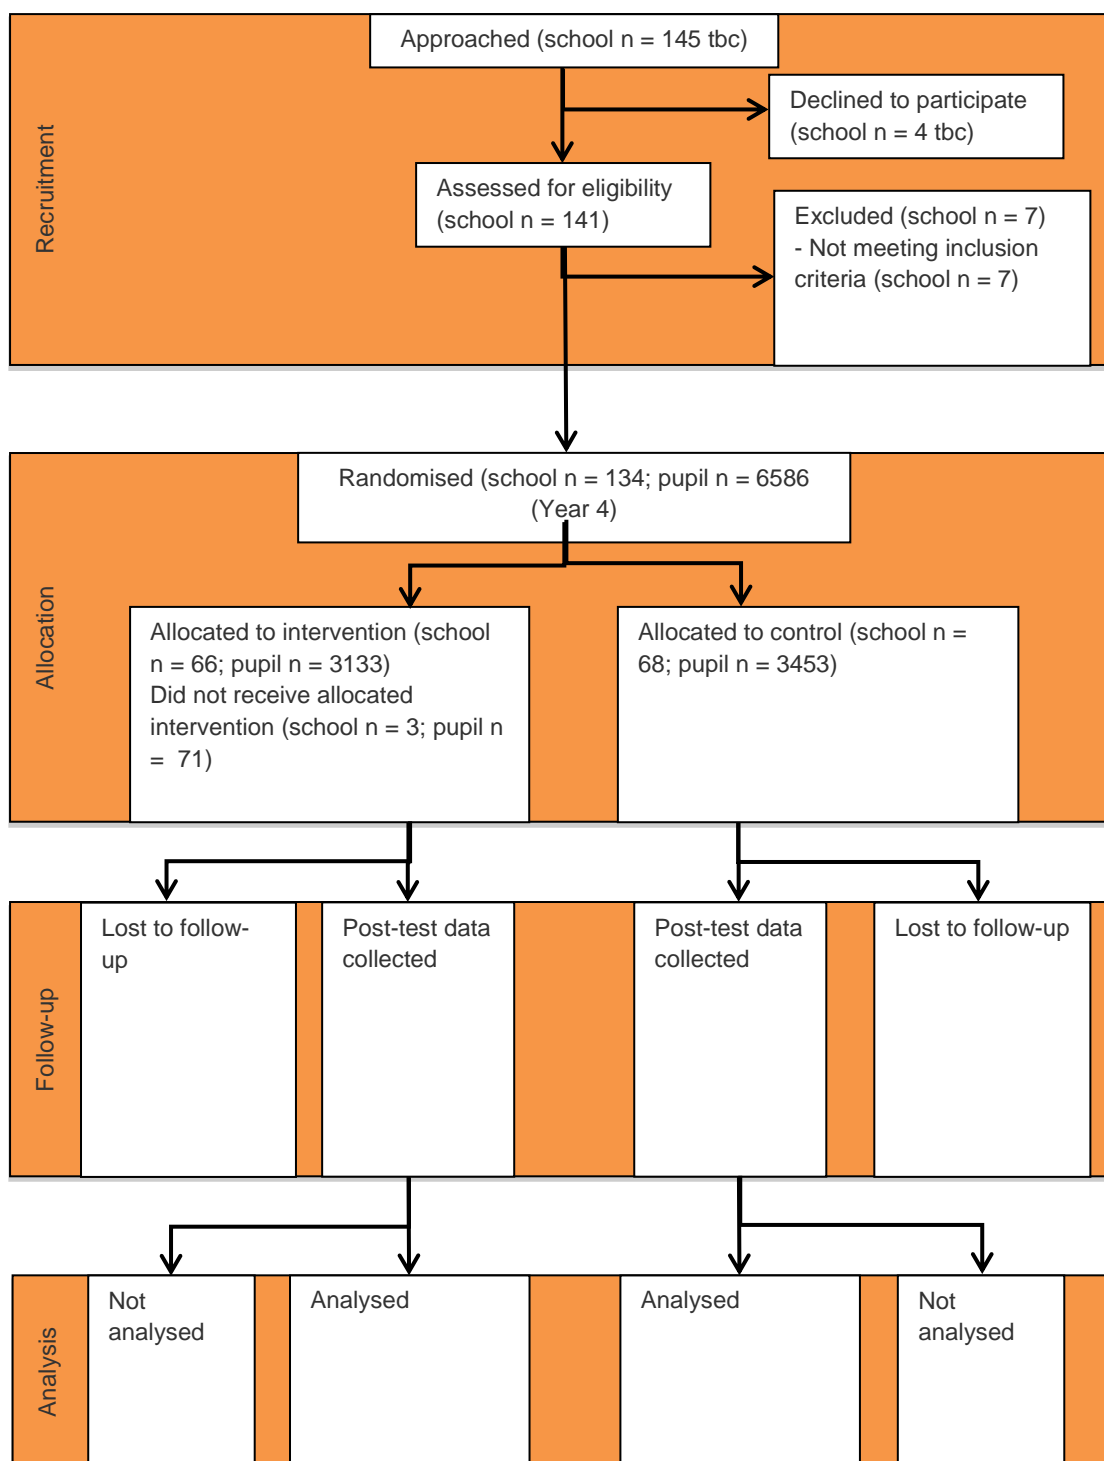 Approached (school n = 145 tbc)
Declined to participate
(school n = 4 tbc)
Recruitment
Assessed for eligibility
(school n = 141)
Excluded (school n = 7)
- Not meeting inclusion
criteria (school n = 7)
Randomised (school n = 134; pupil n = 6586
(Year 4)
Allocation
Allocated to intervention (school
n = 66; pupil n = 3133)
Did not receive allocated
intervention (school n = 3; pupil n
= 71)
Allocated to control (school n =
68; pupil n = 3453)
Follow-up
Lost to follow-
up
Post-test data
collected
Post-test data
collected
Lost to follow-up
Analysis
Not
analysed
Analysed
Analysed
Not
analysed